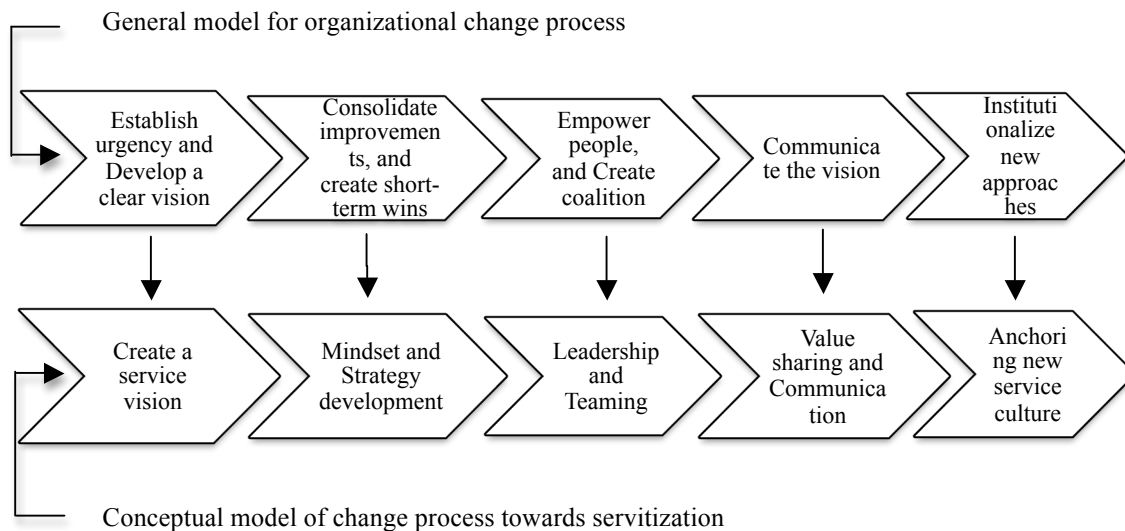 General model for organizational change process
Establish
urgency and
Develop a
clear vision
Consolidate
improvemen
ts, and
create short-
term wins
Empower
people,
and Create
coalition
Communica
te the vision
Instituti
onalize
new
approac
hes
Create a
service
vision
Mindset and
Strategy
development
Leadership
and
Teaming
Value
sharing and
Communica
tion
Anchori
ng new
service
culture
Conceptual model of change process towards servitization